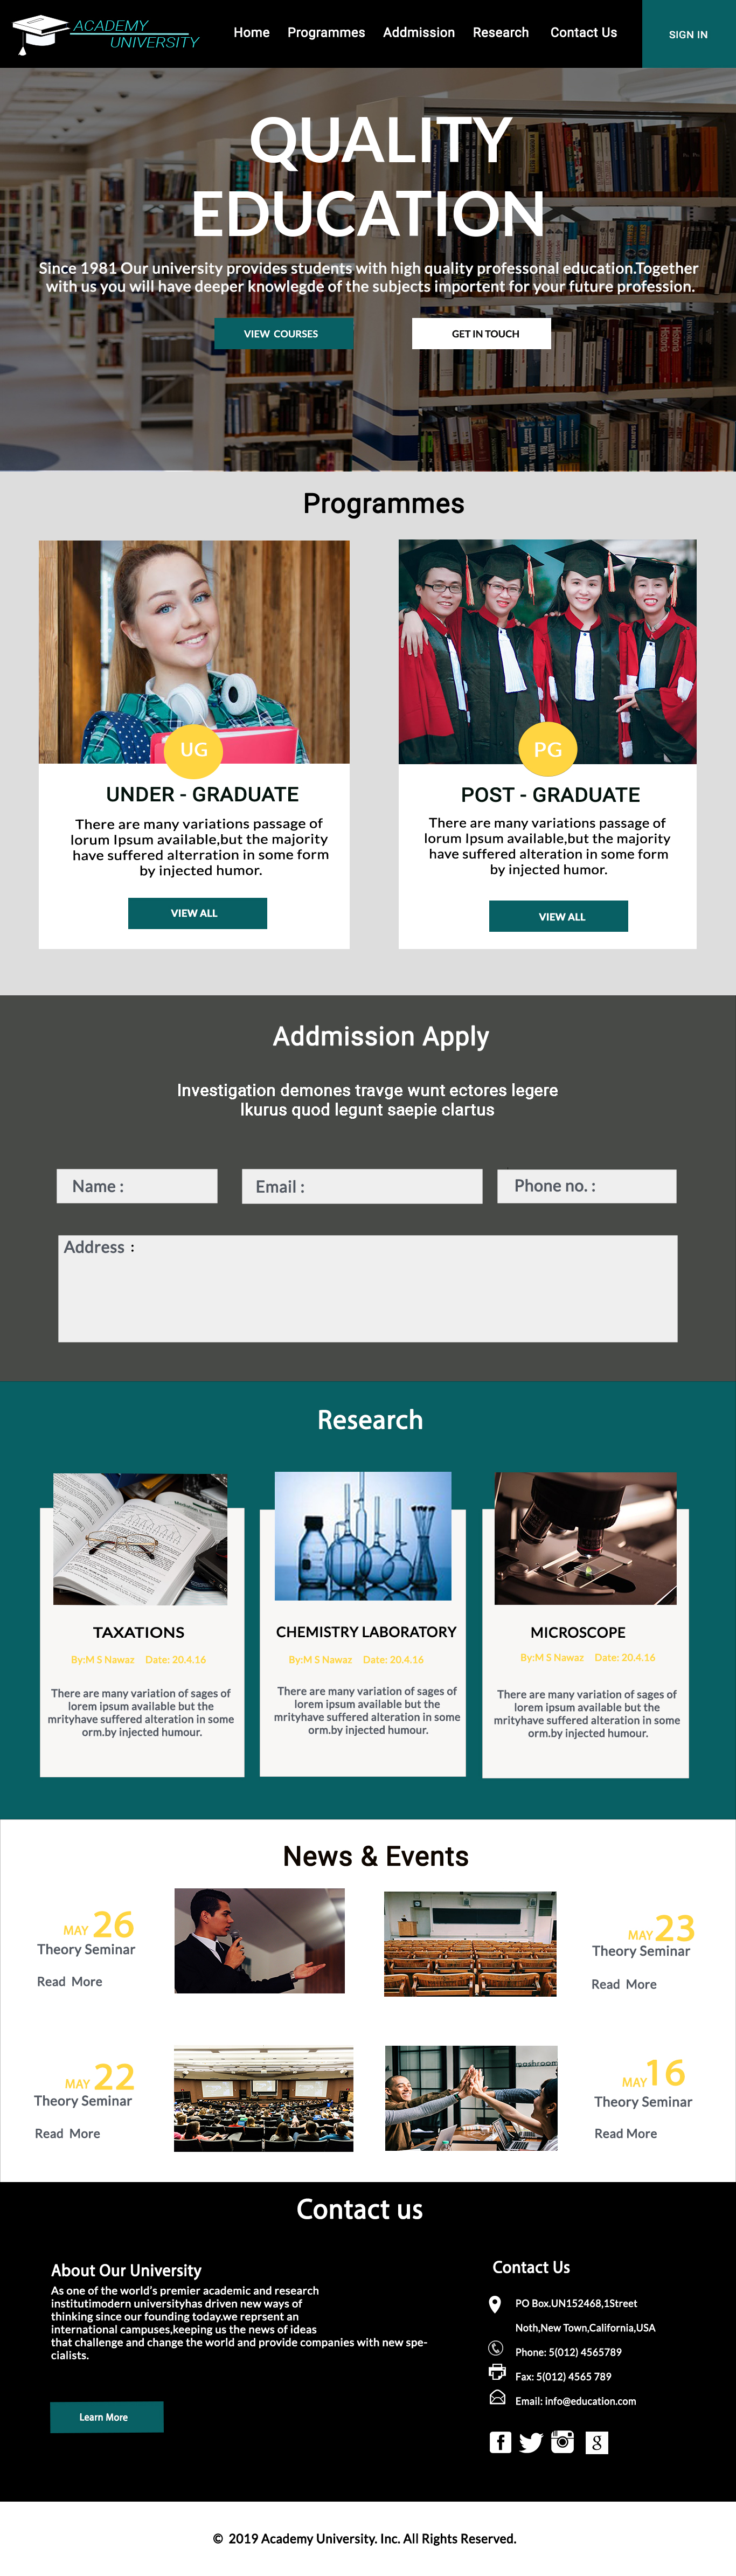 ACADEMY
UNIVERSITY
Home Programmes Addmission Research Contact Us
SIGN IN
QUALITY
EDUCATION
Since 1981 Our university provides students with high quality professonal education.Together
with us you will have deeper knowlegde of the subjects importent for your future profession.
VIEW COURSES
GET IN TOUCH
Programmes
UG
UNDER - GRADUATE
There are many variations passage of
lorum Ipsum available,but the majority
have suffered alterration in some form
by injected humor.
VIEW ALL
PG
POST - GRADUATE
There are many variations passage of
lorum Ipsum available,but the majority
have suffered alteration in some form
by injected humor.
VIEW ALL
Addmission Apply
Investigation demones travge wunt ectores legere
lkurus quod legunt saepie clartus
Name :
Email :
Phone no. :
Address :
Research
TAXATIONS
By:M S Nawaz Date: 20.4.16
There are many variation of sages of
lorem ipsum available but the
mrityhave suffered alteration in some
orm.by injected humour.
CHEMISTRY LABORATORY
By:M S Nawaz Date: 20.4.16
There are many variation of sages of
lorem ipsum available but the
mrityhave suffered alteration in some
orm.by injected humour.
MICROSCOPE
By:M S Nawaz Date: 20.4.16
There are many variation of sages of
lorem ipsum available but the
mrityhave suffered alteration in some
orm.by injected humour.
News & Events
MAY 26
Theory Seminar
Read More
MAY 23
Theory Seminar
Read More
MAY 22
Theory Seminar
Read More
mashroom
MAY 16
Theory Seminar
Read More
Contact us
About Our University
As one of the world's premier academic and research
institutimodern universityhas driven new ways of
thinking since our founding today.we reprsent an
international campuses,keeping us the news of ideas
that challenge and change the world and provide companies with new spe-
cialists.
Learn More
Contact Us
PO Box.UN152468,1Street
Noth,New Town,California,USA
Phone: 5(012) 4565789
Fax: 5(012) 4565 789
Email: info@education.com
© 2019 Academy University. Inc. All Rights Reserved.